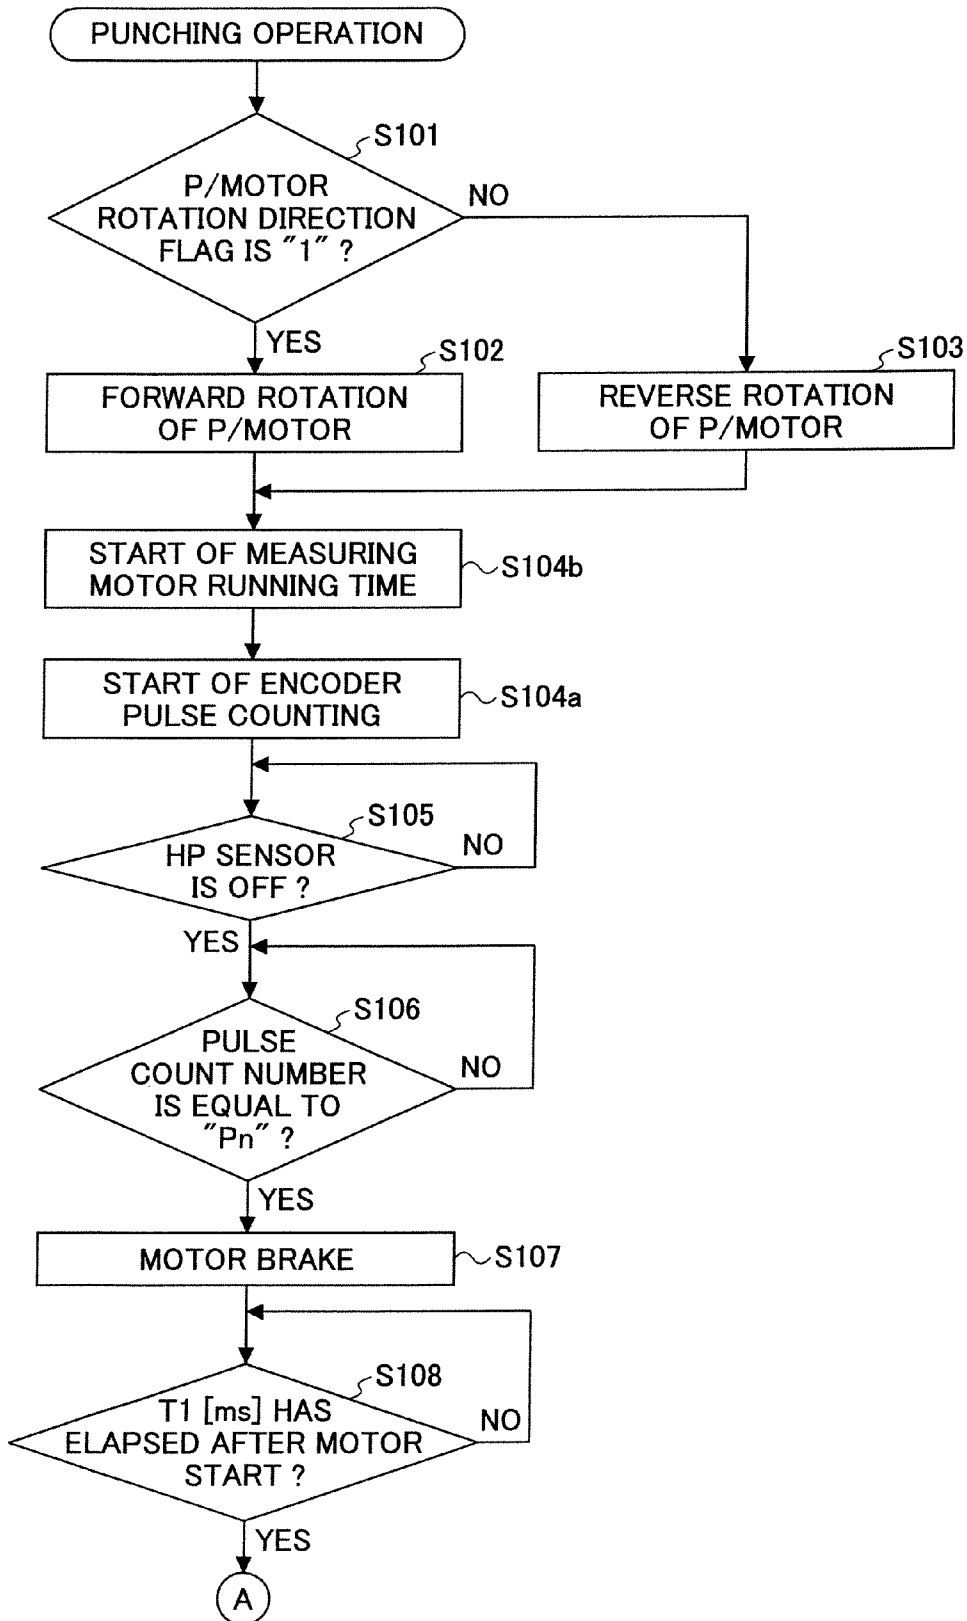 PUNCHING OPERATION
S101
P/MOTOR
ROTATION DIRECTION
FLAG IS "1" ?
NO
YES
S102
FORWARD ROTATION
OF P/MOTOR
S103
REVERSE ROTATION
OF P/MOTOR
START OF MEASURING
MOTOR RUNNING TIME
S104b
START OF ENCODER
PULSE COUNTING
S104a
S105
HP SENSOR
IS OFF ?
NO
YES
S106
PULSE
COUNT NUMBER
IS EQUAL TO
"Pn" ?
NO
YES
MOTOR BRAKE
S107
S108
T1 [ms] HAS
ELAPSED AFTER MOTOR
START ?
NO
YES
A